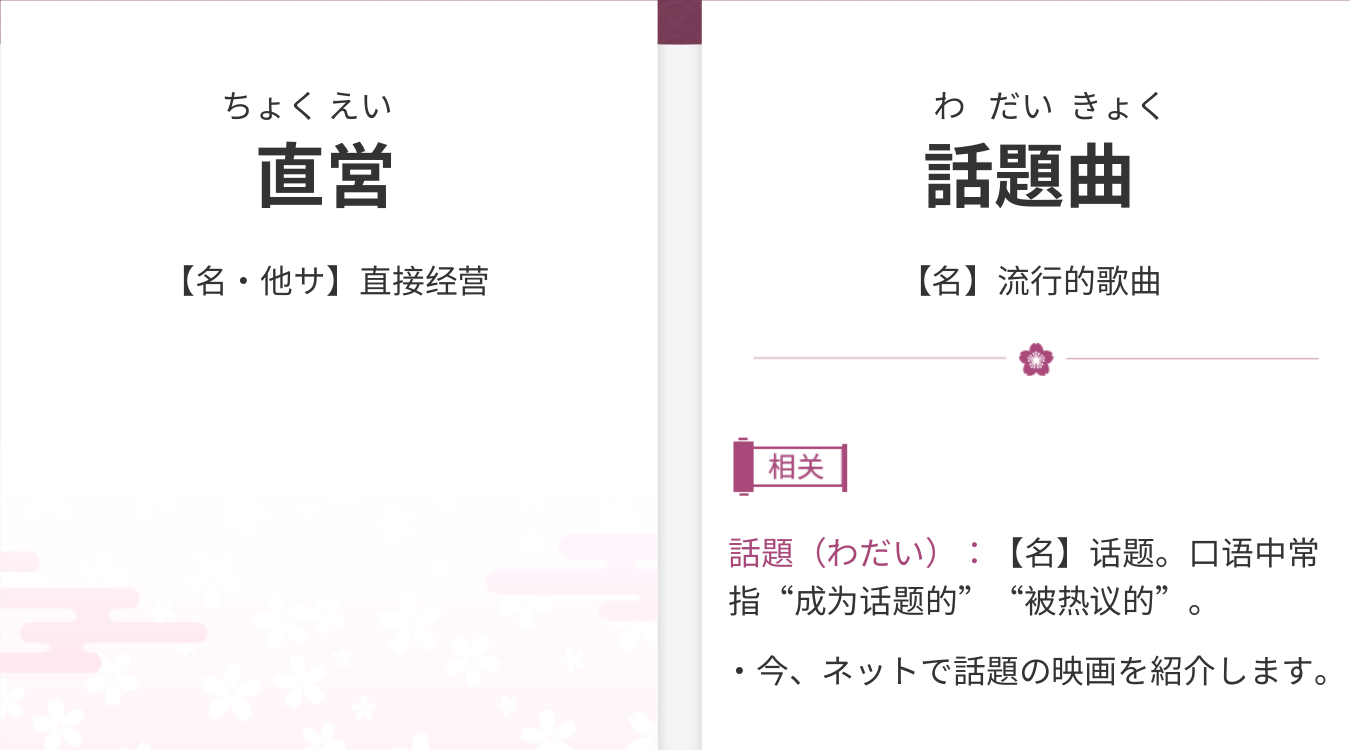 ちょく えい
直営
【名・他サ】直接经营
わ だい きょく
話題曲
【名】流行的歌曲
相关
話題（わだい）：【名】话题。口语中常
指“成为话题的”“被热议的”。
・今、ネットで話題の映画を紹介します。